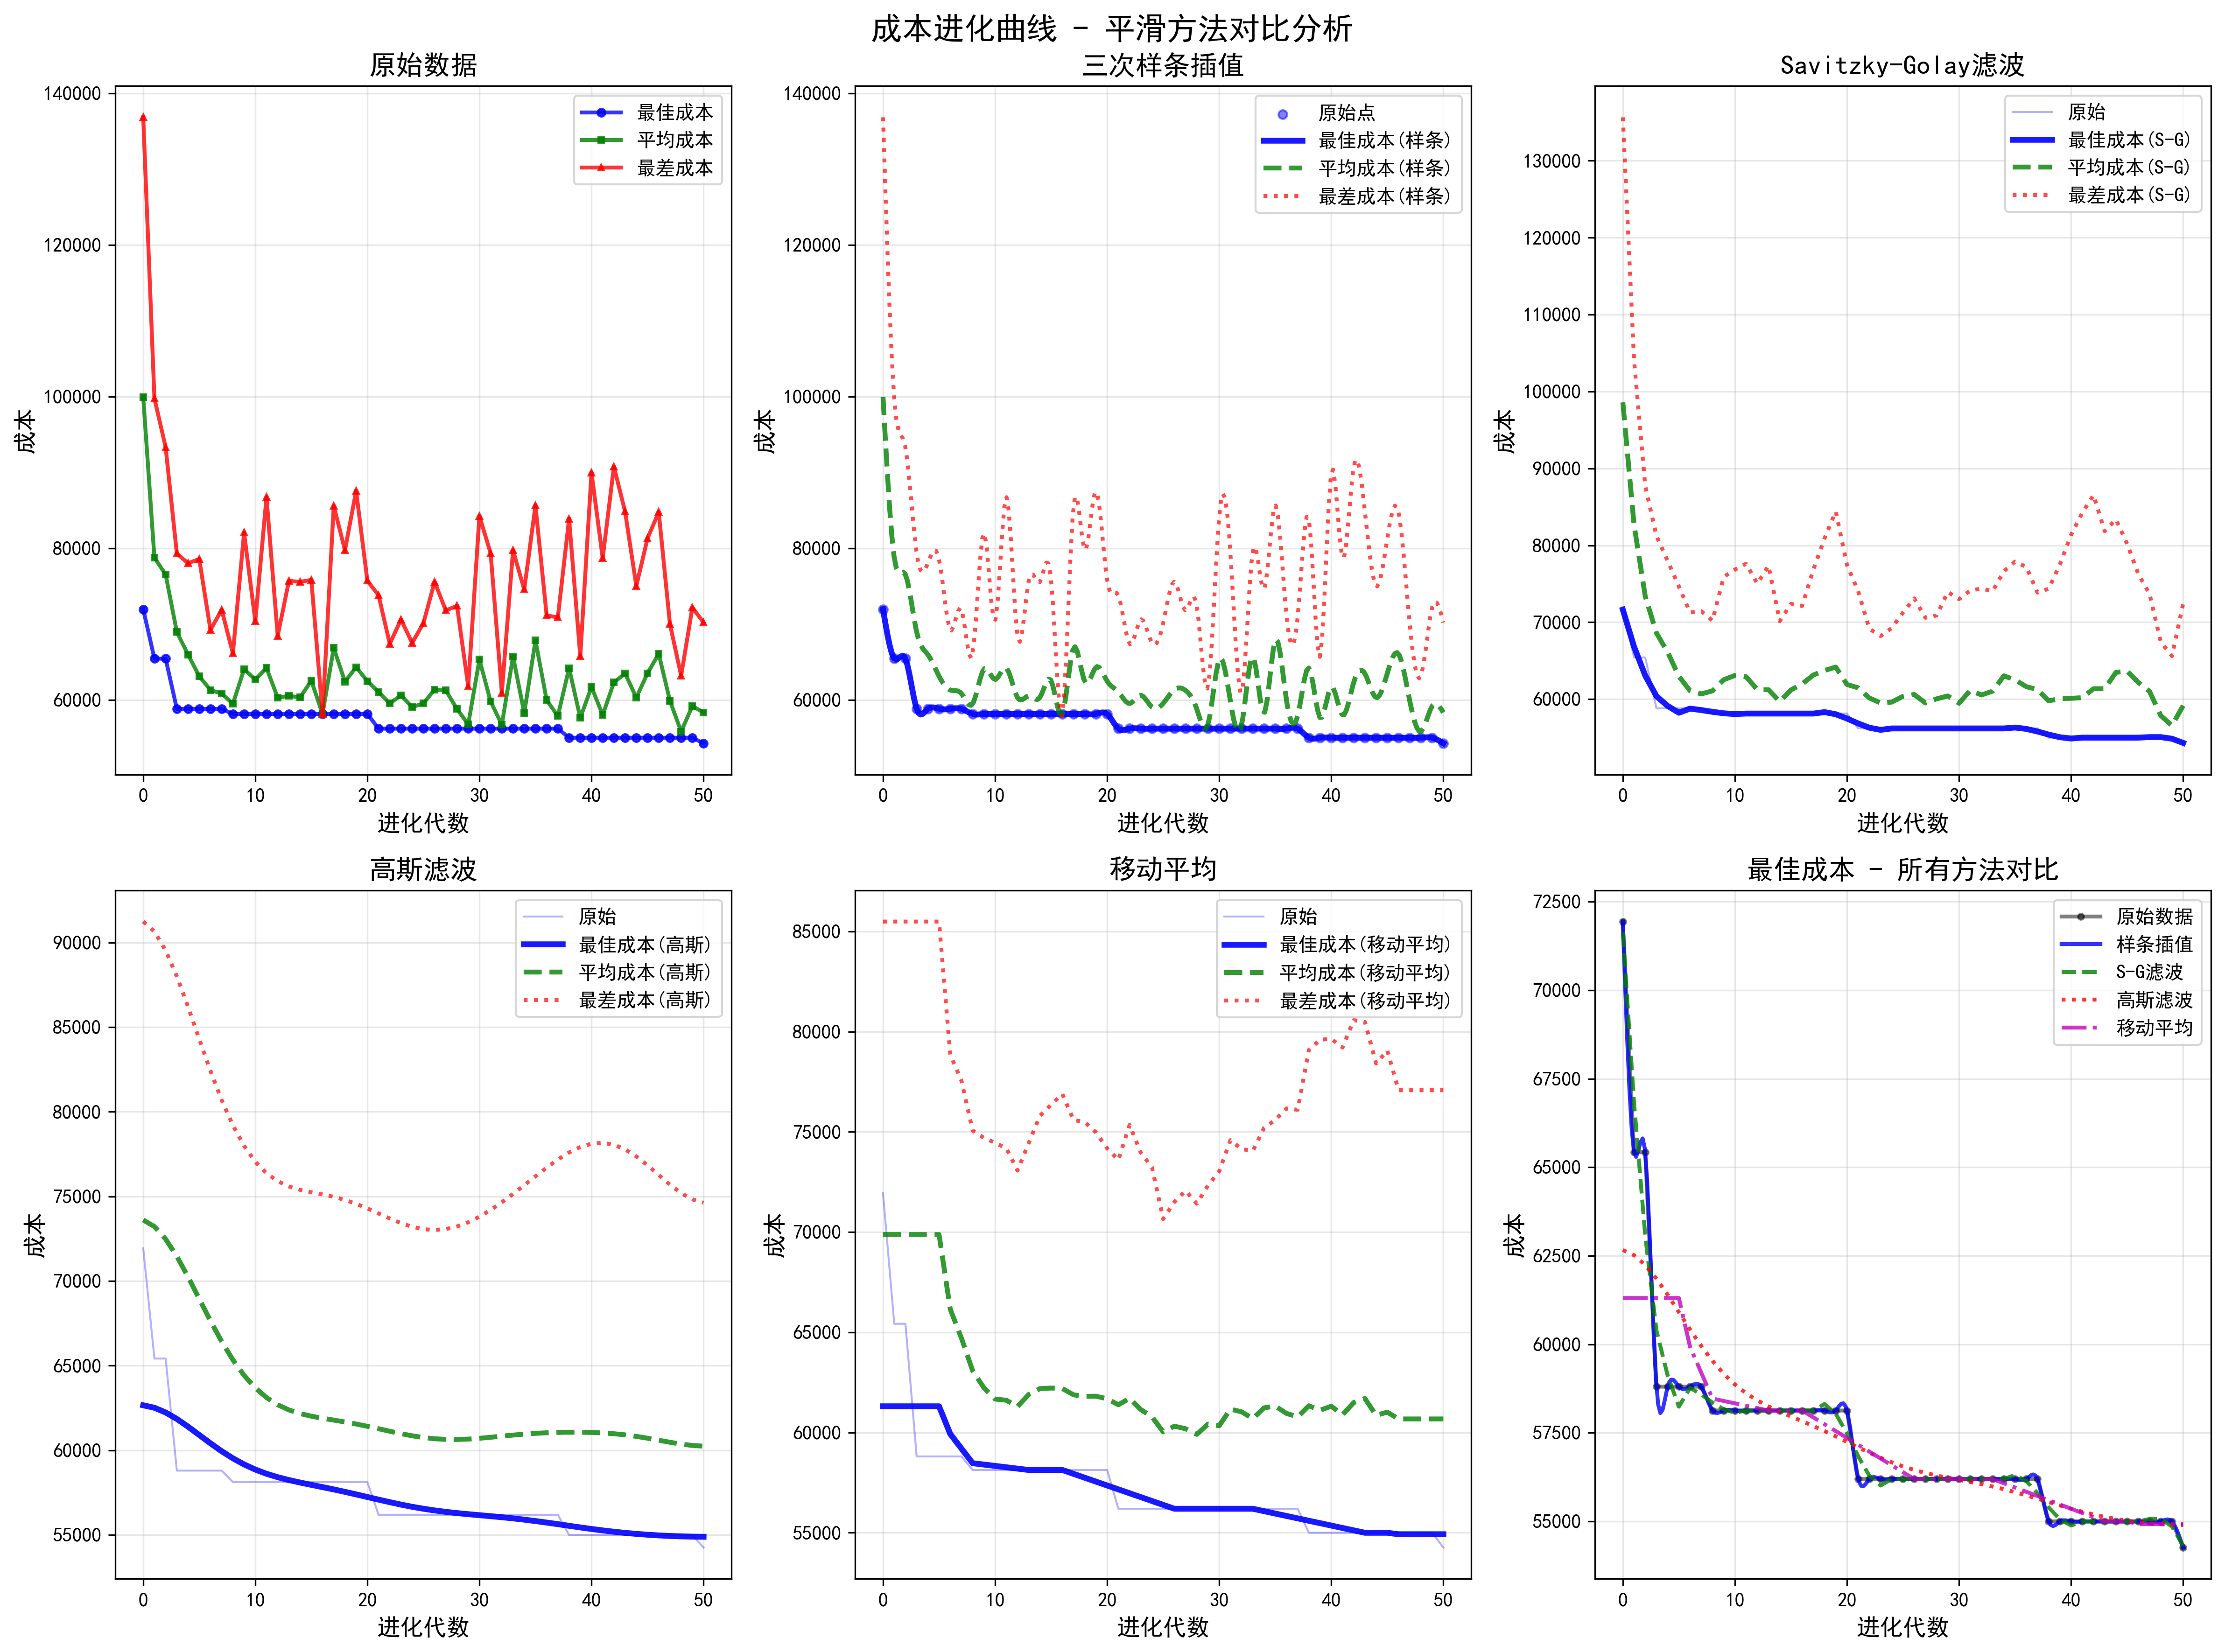 成本进化曲线 - 平滑方法对比分析
原始数据
140000
120000
100000
80000
60000
成本
0 10 20 30 40 50
进化代数
最佳成本
平均成本
最差成本
三次样条插值
140000
120000
100000
80000
60000
成本
0 10 20 30 40 50
进化代数
原始点
最佳成本(样条)
平均成本(样条)
最差成本(样条)
Savitzky-Golay滤波
130000
120000
110000
100000
90000
80000
70000
60000
成本
0 10 20 30 40 50
进化代数
原始
最佳成本(S-G)
平均成本(S-G)
最差成本(S-G)
高斯滤波
90000
85000
80000
75000
70000
65000
60000
55000
成本
0 10 20 30 40 50
进化代数
原始
最佳成本(高斯)
平均成本(高斯)
最差成本(高斯)
移动平均
85000
80000
75000
70000
65000
60000
55000
成本
0 10 20 30 40 50
进化代数
原始
最佳成本(移动平均)
平均成本(移动平均)
最差成本(移动平均)
最佳成本 - 所有方法对比
72500
70000
67500
65000
62500
60000
57500
55000
成本
0 10 20 30 40 50
进化代数
原始数据
样条插值
S-G滤波
高斯滤波
移动平均